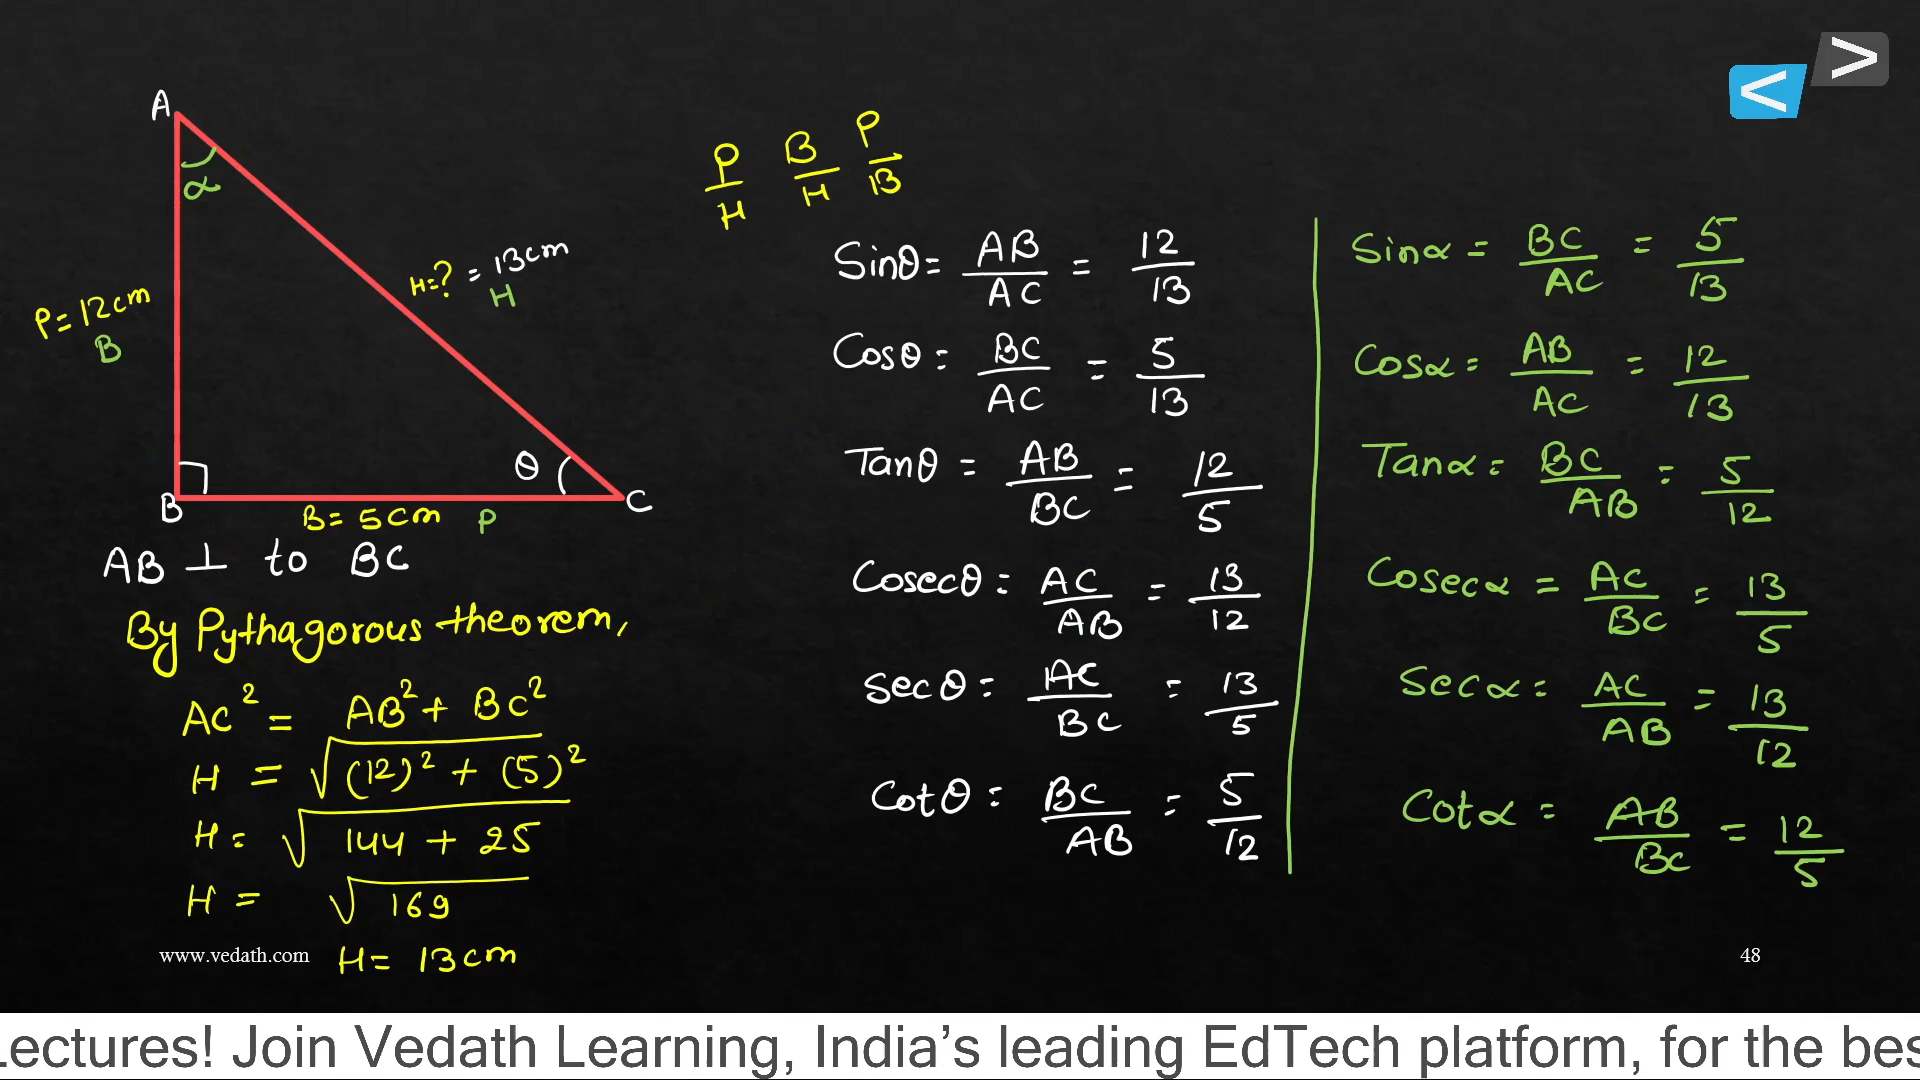 A
α
P=12cm
B
H=? = 13cm
H
θ
B
C
B= 5cm P
AB ⊥ to BC
By Pythagorous theorem,
AC² = AB² + BC²
H = √(12)² + (5)²
H = √144 + 25
H = √169
H = 13cm
P/H B/H P/B
Sinθ = AB/AC = 12/13
Cosθ = BC/AC = 5/13
Tanθ = AB/BC = 12/5
Cosecθ = AC/AB = 13/12
secθ = AC/BC = 13/5
Cotθ = BC/AB = 5/12
Sinα = BC/AC = 5/13
Cosα = AB/AC = 12/13
Tanα = BC/AB = 5/12
Cosecα = AC/BC = 13/5
Secα = AC/AB = 13/12
Cotα = AB/BC = 12/5
< >
www.vedath.com
48
Lectures! Join Vedath Learning, India’s leading EdTech platform, for the bes